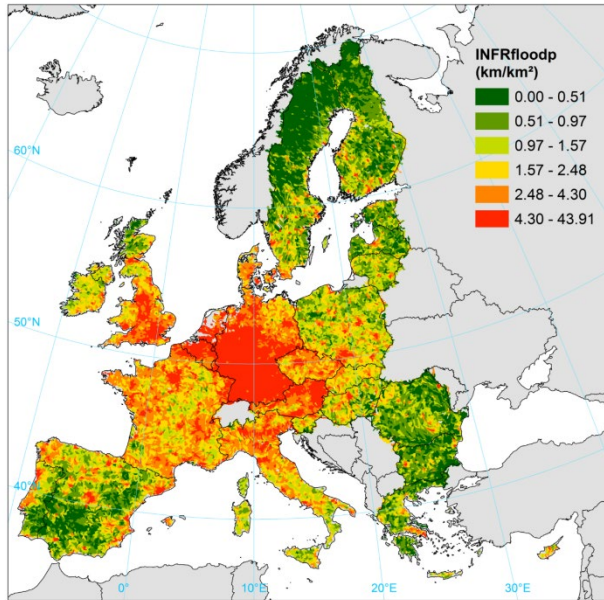 INFRfloodp
(km/km²)
0.00 - 0.51
0.51 - 0.97
0.97 - 1.57
1.57 - 2.48
2.48 - 4.30
4.30 - 43.91
60°N
50°N
40°N
0°
10°E
20°E
30°E